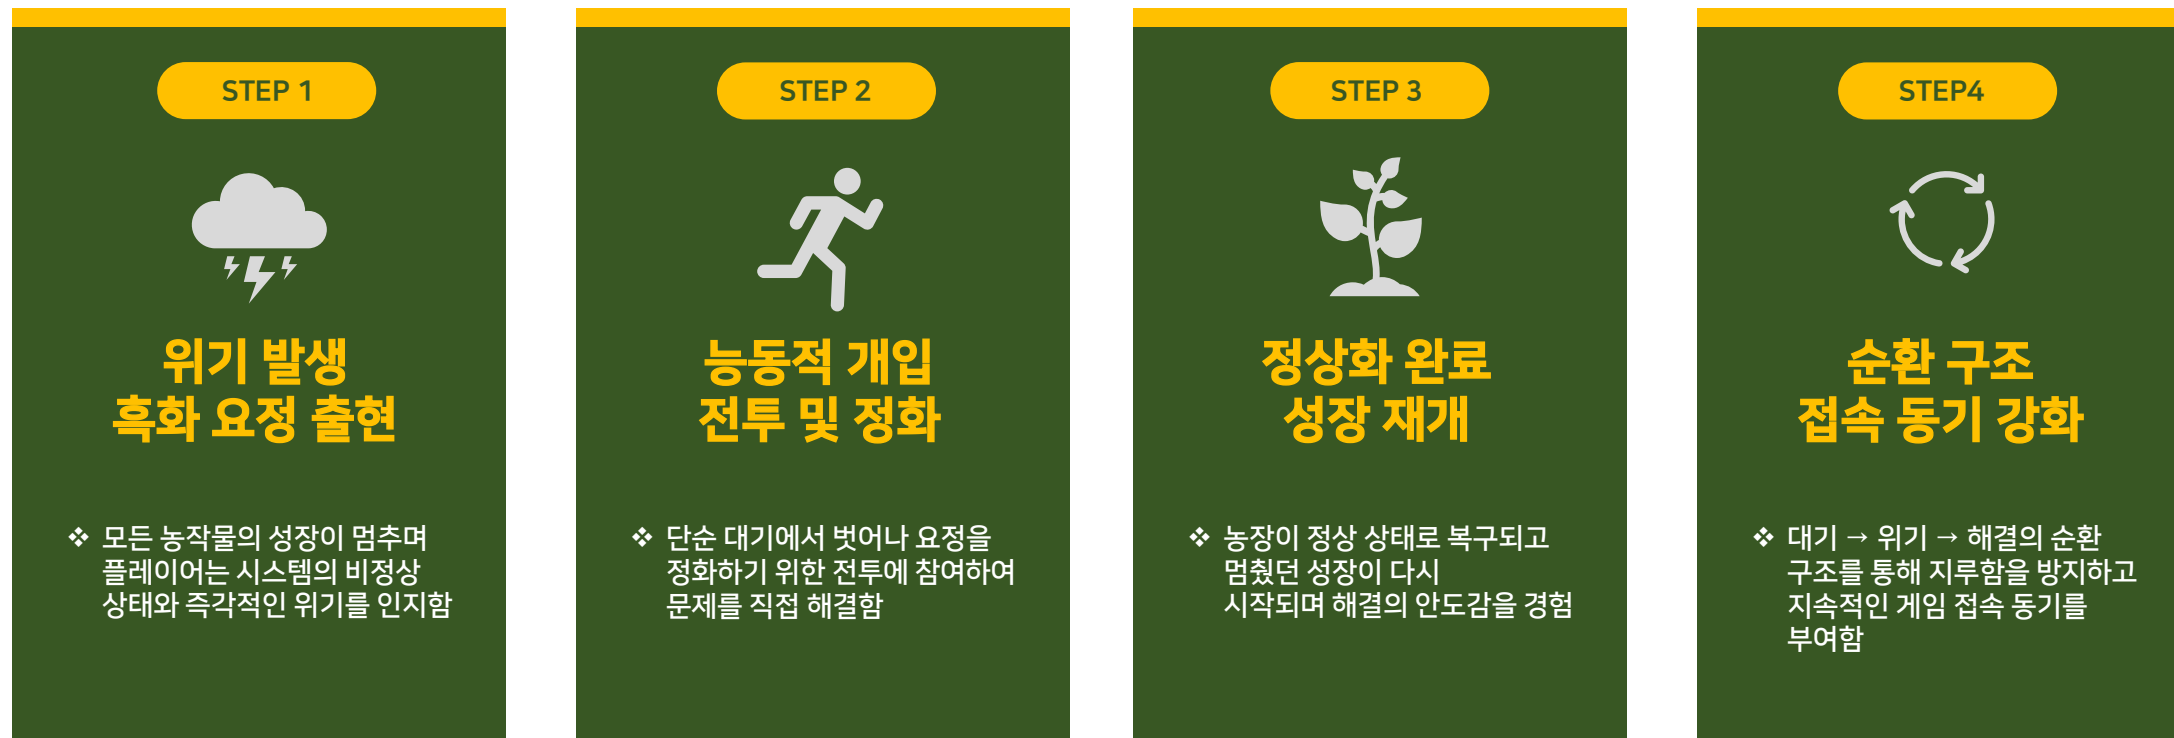 STEP 1
위기 발생
흑화 요정 출현
❖ 모든 농작물의 성장이 멈추며
플레이어는 시스템의 비정상
상태와 즉각적인 위기를 인지함
STEP 2
능동적 개입
전투 및 정화
❖ 단순 대기에서 벗어나 요정을
정화하기 위한 전투에 참여하여
문제를 직접 해결함
STEP 3
정상화 완료
성장 재개
❖ 농장이 정상 상태로 복구되고
멈췄던 성장이 다시
시작되며 해결의 안도감을 경험
STEP4
순환 구조
접속 동기 강화
❖ 대기 → 위기 → 해결의 순환
구조를 통해 지루함을 방지하고
지속적인 게임 접속 동기를
부여함